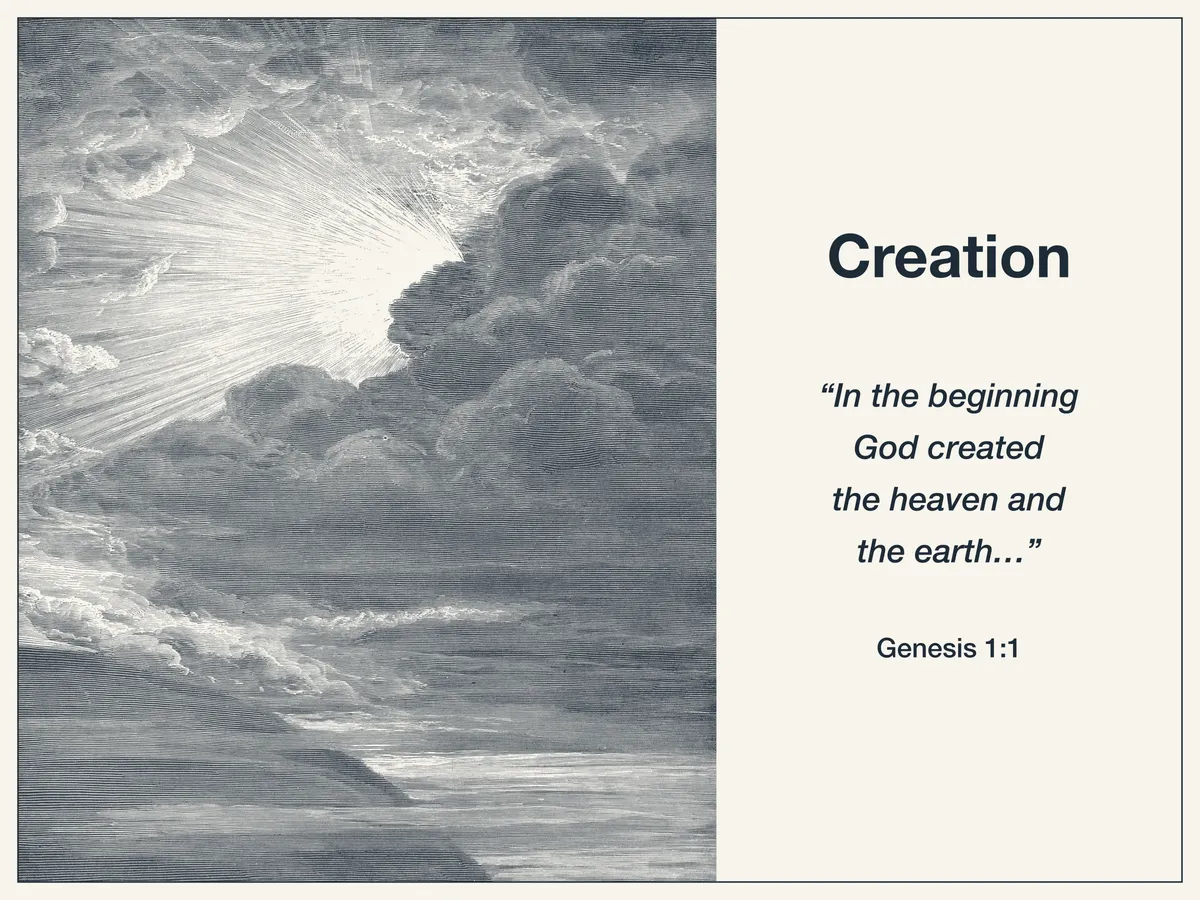 Creation
“In the beginning
God created
the heaven and
the earth…”
Genesis 1:1